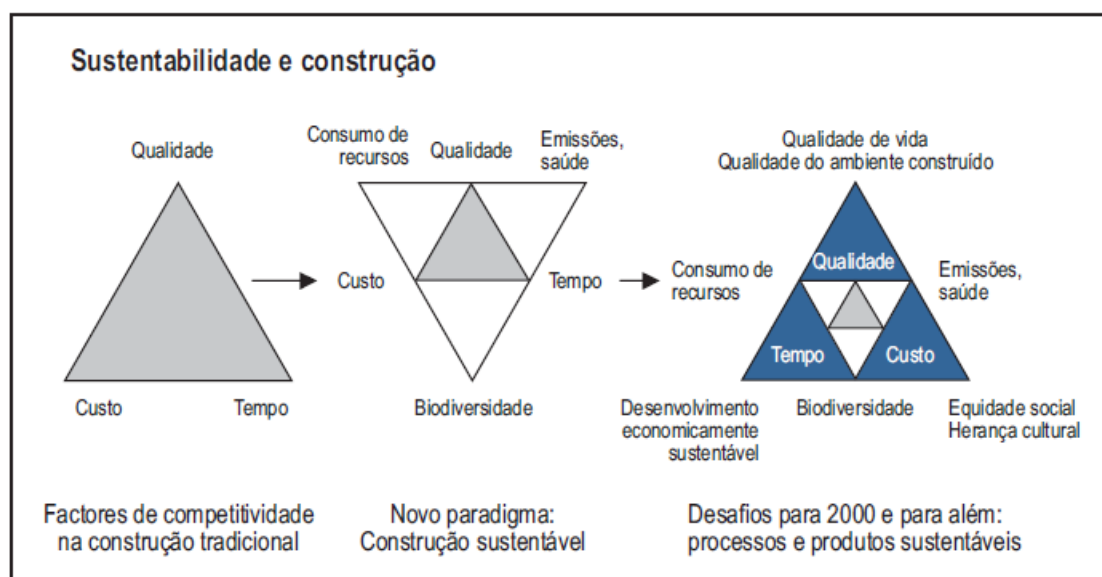 Sustentabilidade e construção
Qualidade
Custo
Tempo
Factores de competitividade
na construção tradicional
Consumo de
recursos
Qualidade
Emissões,
saúde
Custo
Tempo
Biodiversidade
Novo paradigma:
Construção sustentável
Qualidade de vida
Qualidade do ambiente construído
Consumo de
recursos
Qualidade
Emissões,
saúde
Tempo
Custo
Desenvolvimento
economicamente
sustentável
Biodiversidade
Equidade social
Herança cultural
Desafios para 2000 e para além:
processos e produtos sustentáveis